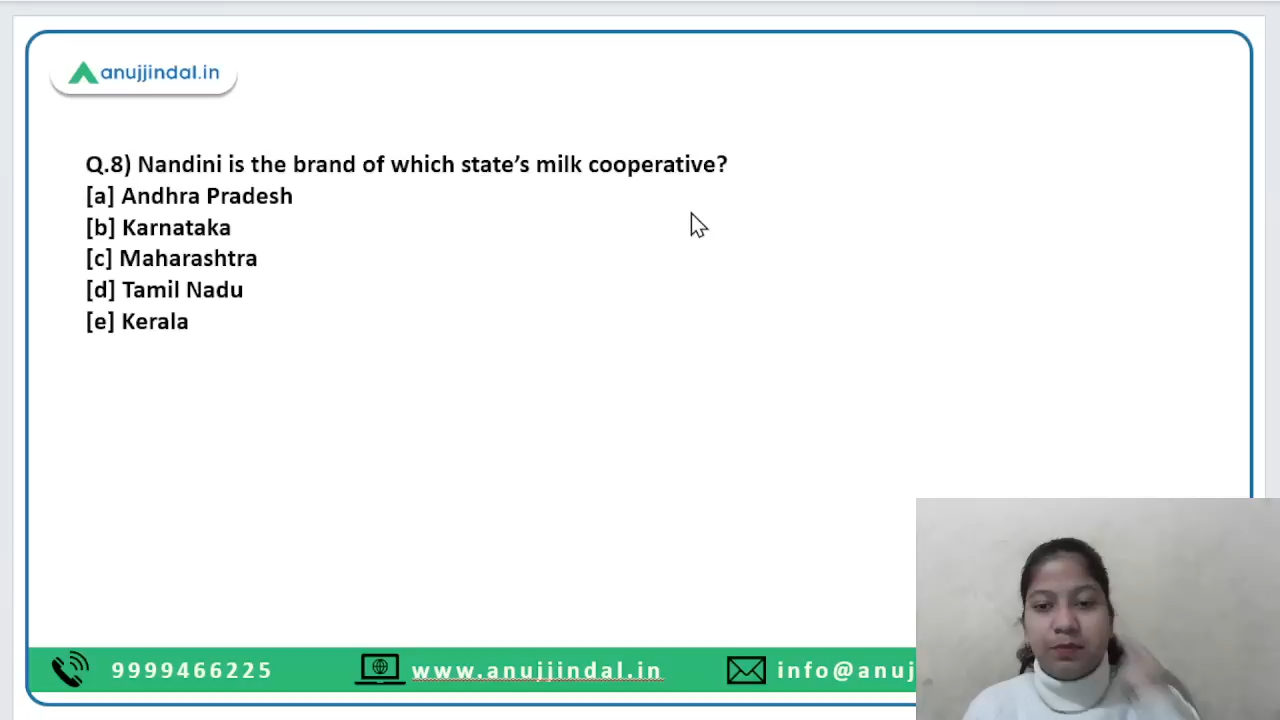 anujjindal.in
Q.8) Nandini is the brand of which state’s milk cooperative?
[a] Andhra Pradesh
[b] Karnataka
[c] Maharashtra
[d] Tamil Nadu
[e] Kerala
9999466225 www.anujjindal.in info@anuj